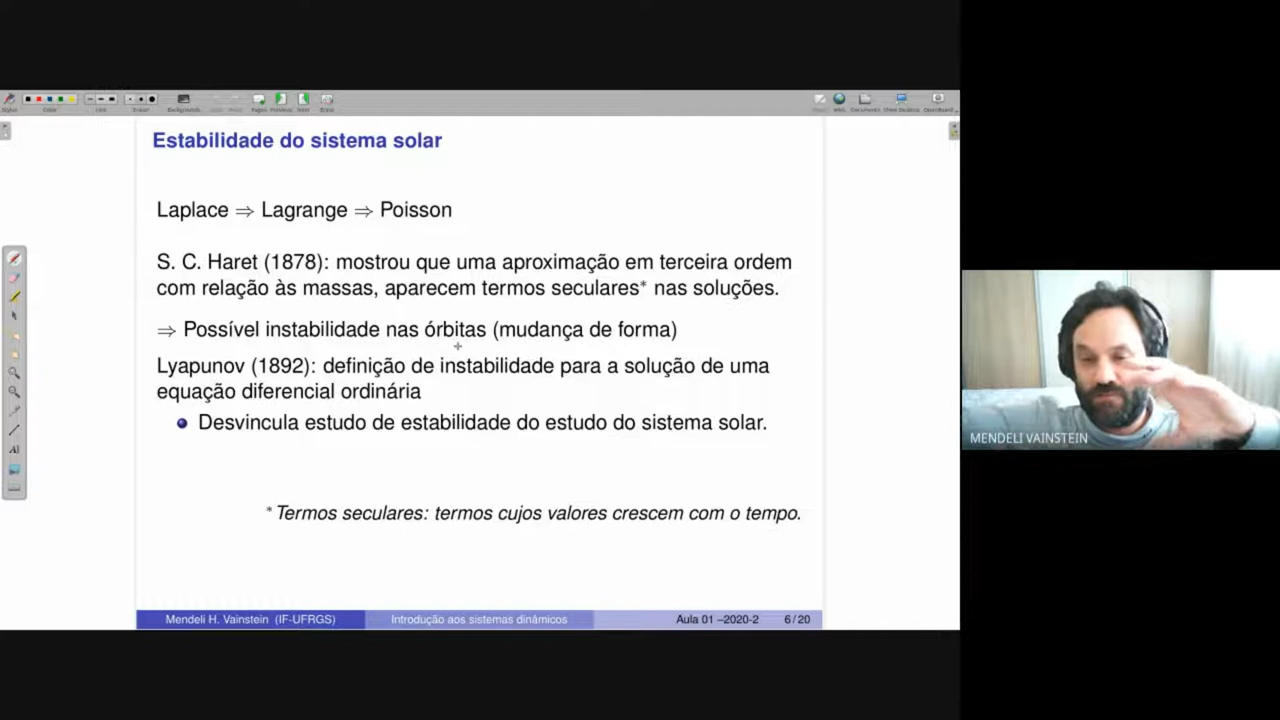 Estabilidade do sistema solar
Laplace ⇒ Lagrange ⇒ Poisson
S. C. Haret (1878): mostrou que uma aproximação em terceira ordem
com relação às massas, aparecem termos seculares* nas soluções.
⇒ Possível instabilidade nas órbitas (mudança de forma)
Lyapunov (1892): definição de instabilidade para a solução de uma
equação diferencial ordinária
Desvincula estudo de estabilidade do estudo do sistema solar.
* Termos seculares: termos cujos valores crescem com o tempo.
Mendeli H. Vainstein (IF-UFRGS) Introdução aos sistemas dinâmicos Aula 01 –2020-2 6/20
MENDELI VAINSTEIN